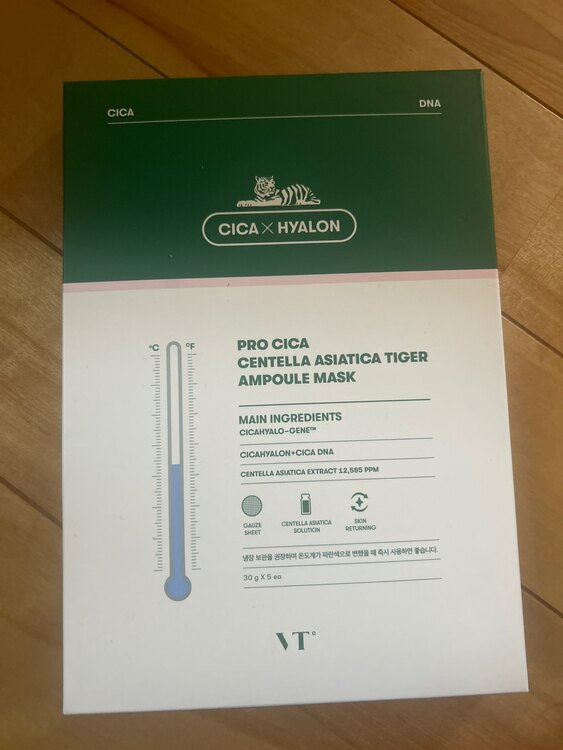 CICA DNA
CICA × HYALON
°C °F
PRO CICA
CENTELLA ASIATICA TIGER
AMPOULE MASK
MAIN INGREDIENTS
CICAHYALO-GENE™
CICAHYALON+CICA DNA
CENTELLA ASIATICA EXTRACT 12,585 PPM
GAUZE
SHEET
CENTELLA ASIATICA
SOLUTION
SKIN
RETURNING
냉장 보관을 권장하며 온도계가 파란색으로 변했을 때 즉시 사용하면 좋습니다.
30 g X 5 ea
VT°